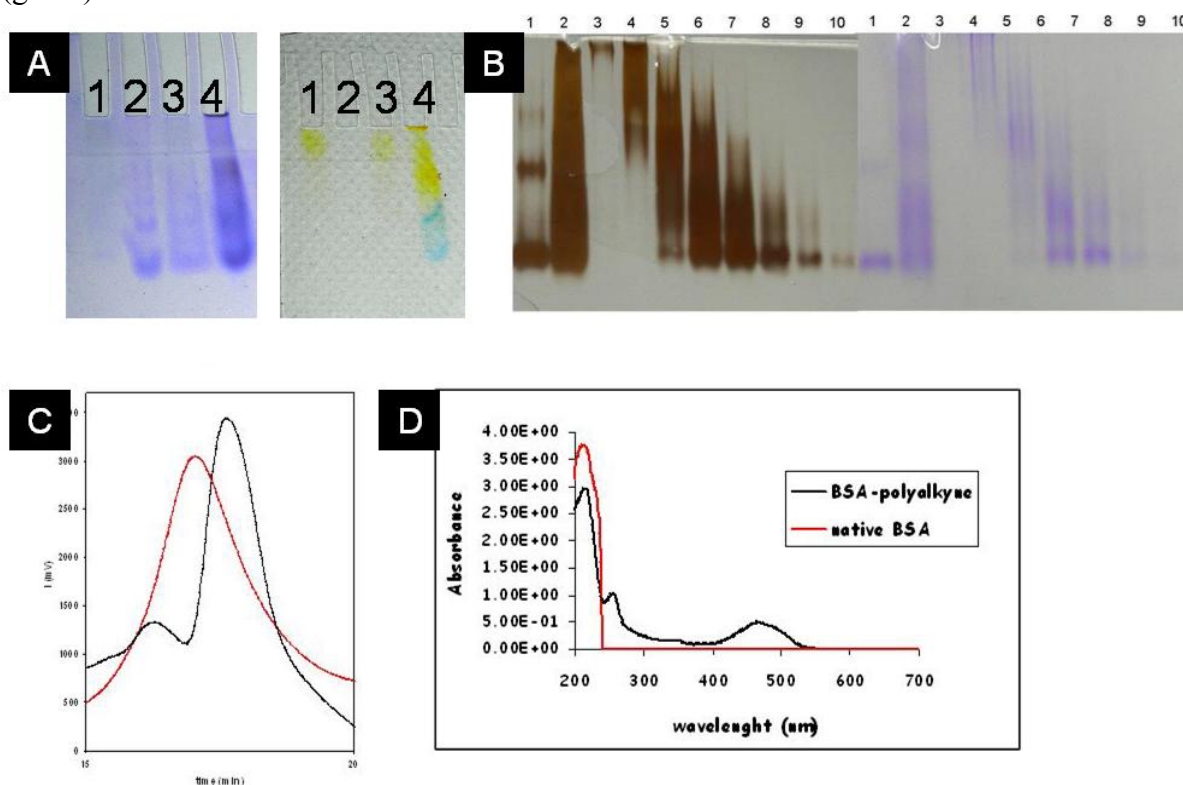 1 2 3 4 5 6 7 8 9 10 1 2 3 4 5 6 7 8 9 10
A
1 2 3 4
1 2 3 4
B
C
3000
2500
2000
1500
1000
500
0
15 20
time (min)
D
Absorbance
4.00E+00
3.50E+00
3.00E+00
2.50E+00
2.00E+00
1.50E+00
1.00E+00
5.00E-01
0.00E+00
200 300 400 500 600 700
wavelenght (nm)
BSA-polyalkyne
native BSA